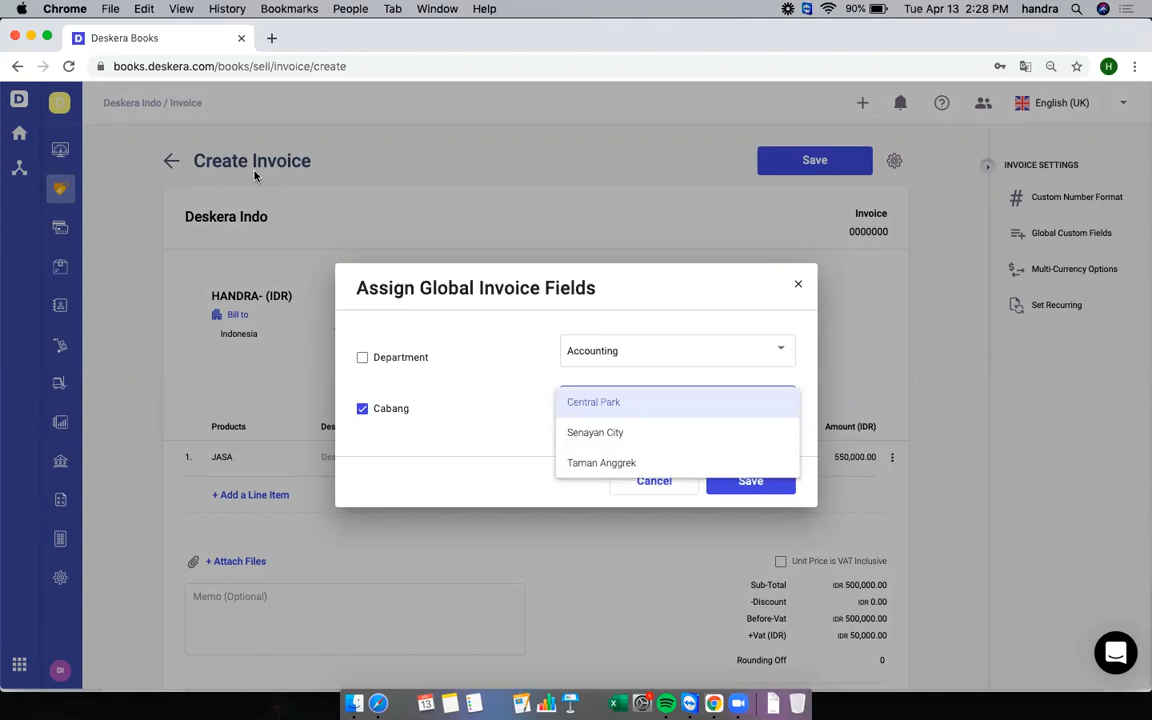 Chrome File Edit View History Bookmarks People Tab Window Help 90% Tue Apr 13 2:28 PM handra
Deskera Books
books.deskera.com/books/sell/invoice/create H
Deskera Indo / Invoice English (UK)
Create Invoice Save
INVOICE SETTINGS
Custom Number Format
Global Custom Fields
Multi-Currency Options
Set Recurring
Deskera Indo Invoice
0000000
HANDRA- (IDR)
Bill to
Indonesia
Assign Global Invoice Fields
Department Accounting
Cabang
Central Park
Senayan City
Taman Anggrek
Cancel Save
Products Amount (IDR)
1. JASA 550,000.00
+ Add a Line Item
+ Attach Files
Memo (Optional)
Unit Price is VAT Inclusive
Sub-Total IDR 500,000.00
-Discount IDR 0.00
Before-Vat IDR 500,000.00
+Vat (IDR) IDR 50,000.00
Rounding Off 0
DI
13